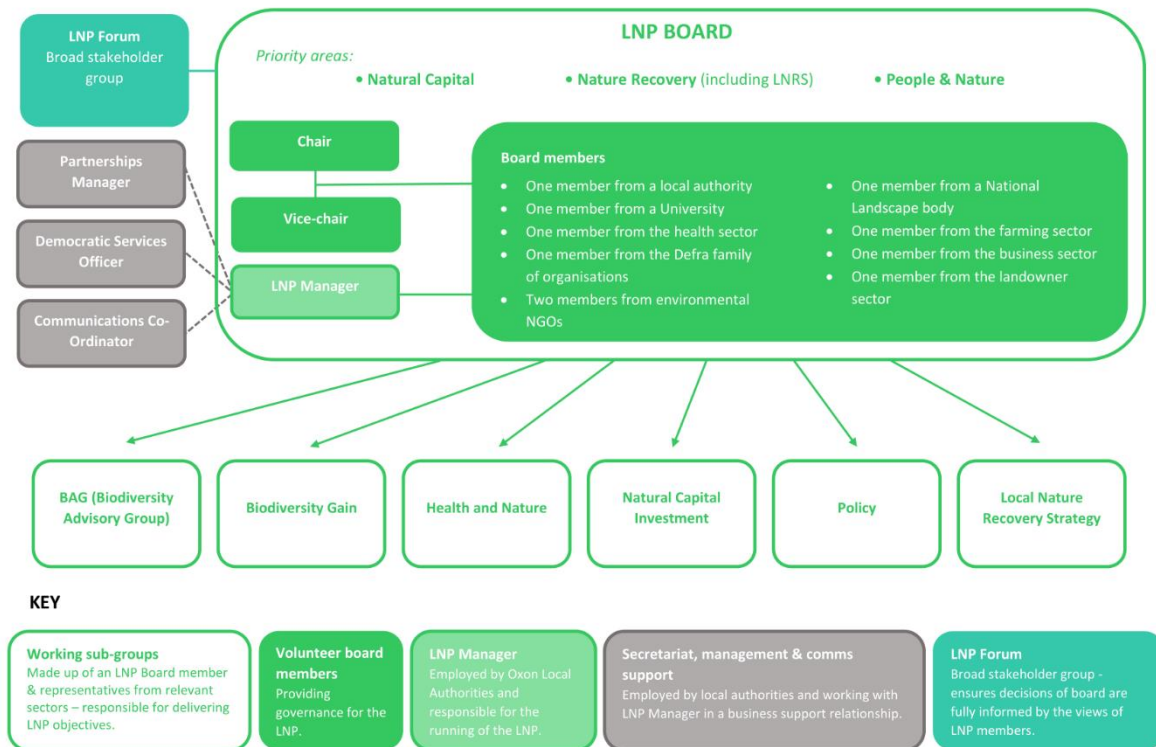 LNP Forum
Broad stakeholder
group
LNP BOARD
Priority areas:
• Natural Capital
• Nature Recovery (including LNRS)
• People & Nature
Partnerships
Manager
Democratic Services
Officer
Communications Co-
Ordinator
Chair
Vice-chair
LNP Manager
Board members
• One member from a local authority
• One member from a University
• One member from the health sector
• One member from the Defra family
of organisations
• Two members from environmental
NGOs
• One member from a National
Landscape body
• One member from the farming sector
• One member from the business sector
• One member from the landowner
sector
BAG (Biodiversity
Advisory Group)
Biodiversity Gain
Health and Nature
Natural Capital
Investment
Policy
Local Nature
Recovery Strategy
KEY
Working sub-groups
Made up of an LNP Board member
& representatives from relevant
sectors – responsible for delivering
LNP objectives.
Volunteer board
members
Providing
governance for the
LNP.
LNP Manager
Employed by Oxon Local
Authorities and
responsible for the
running of the LNP.
Secretariat, management & comms
support
Employed by local authorities and working with
LNP Manager in a business support relationship.
LNP Forum
Broad stakeholder group -
ensures decisions of board are
fully informed by the views of
LNP members.